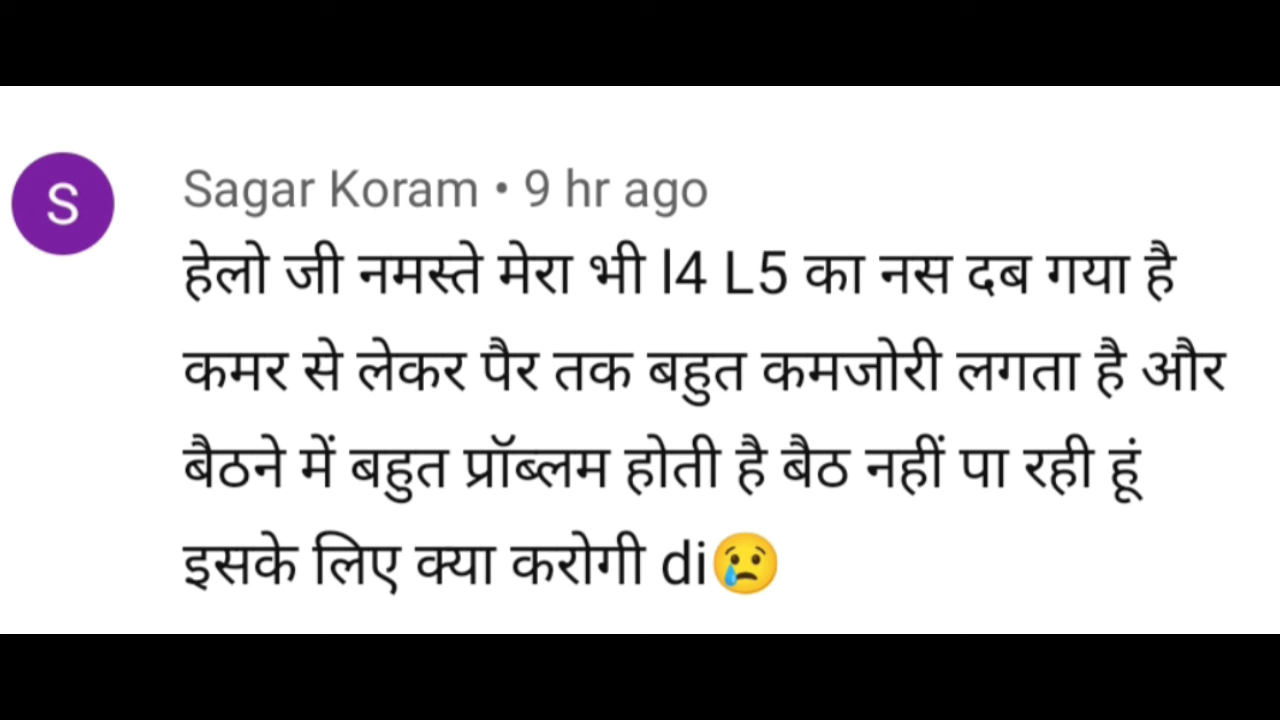 S
Sagar Koram • 9 hr ago
हेलो जी नमस्ते मेरा भी l4 L5 का नस दब गया है
कमर से लेकर पैर तक बहुत कमजोरी लगता है और
बैठने में बहुत प्रॉब्लम होती है बैठ नहीं पा रही हूं
इसके लिए क्या करोगी di😢